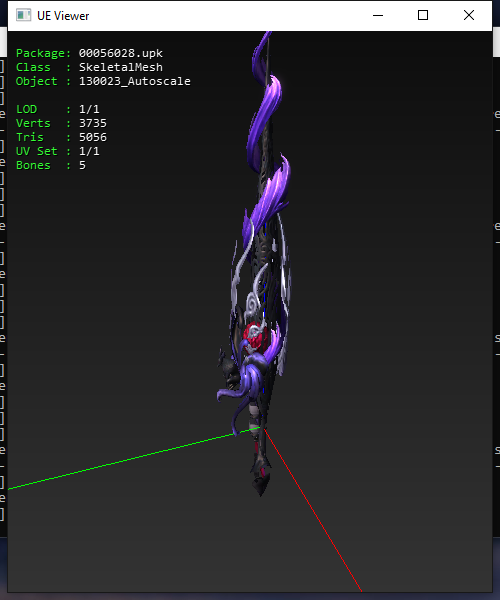 UE Viewer
Package: 00056028.upk
Class  : SkeletalMesh
Object : 130023_Autoscale
LOD    : 1/1
Verts  : 3735
Tris   : 5056
UV Set : 1/1
Bones  : 5